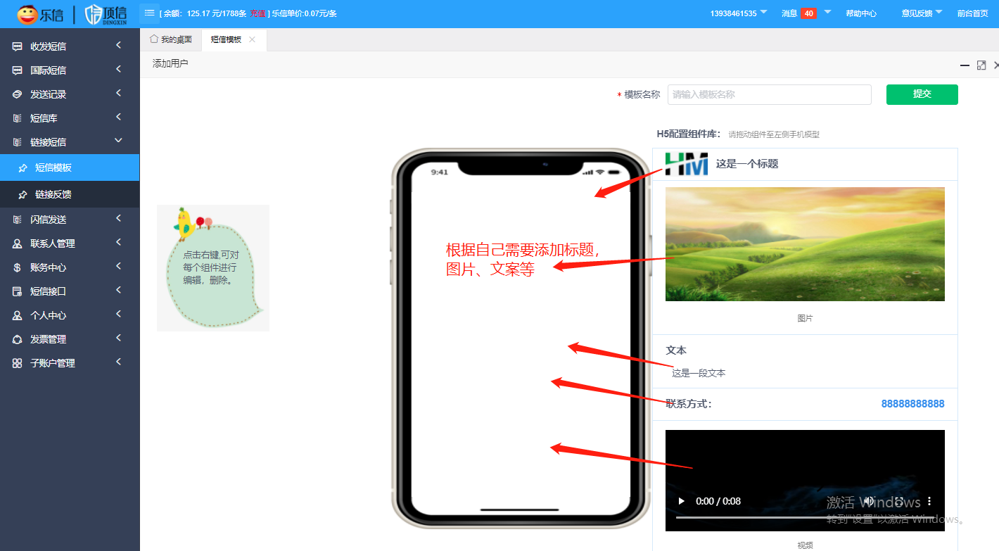 乐信 顶信 DINGXIN [ 余额: 125.17 元/1788条 充值 ] 乐信单价:0.07元/条 13938461535 消息 40 帮助中心 意见反馈 前台首页
我的桌面 短信模板
添加用户
收发短信
国际短信
发送记录
短信库
链接短信
短信模板
链接反馈
闪信发送
联系人管理
账务中心
短信接口
个人中心
发票管理
子账户管理
* 模板名称 请输入模板名称 提交
H5配置组件库: 请拖动组件至左侧手机模型
点击右键,可对
每个组件进行
编辑，删除。
9:41
根据自己需要添加标题，
图片、文案等
HM 这是一个标题
图片
文本
这是一段文本
联系方式: 88888888888
0:00 / 0:08
激活 Windows
转到"设置"以激活 Windows。
视频